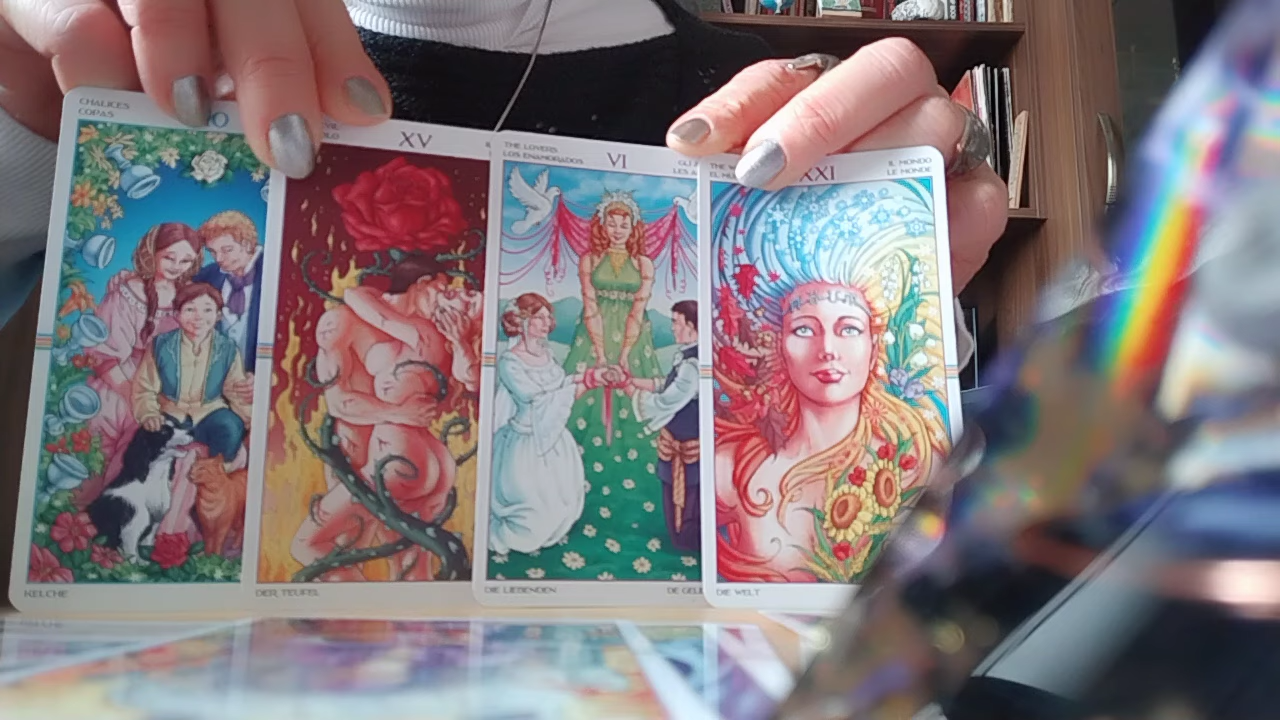 CHALICES
COPAS
KELCHE
XV
DER TEUFEL
THE LOVERS
LOS ENAMORADOS
VI
DIE LIEBENDEN
XXI
IL MONDO
LE MONDE
DIE WELT